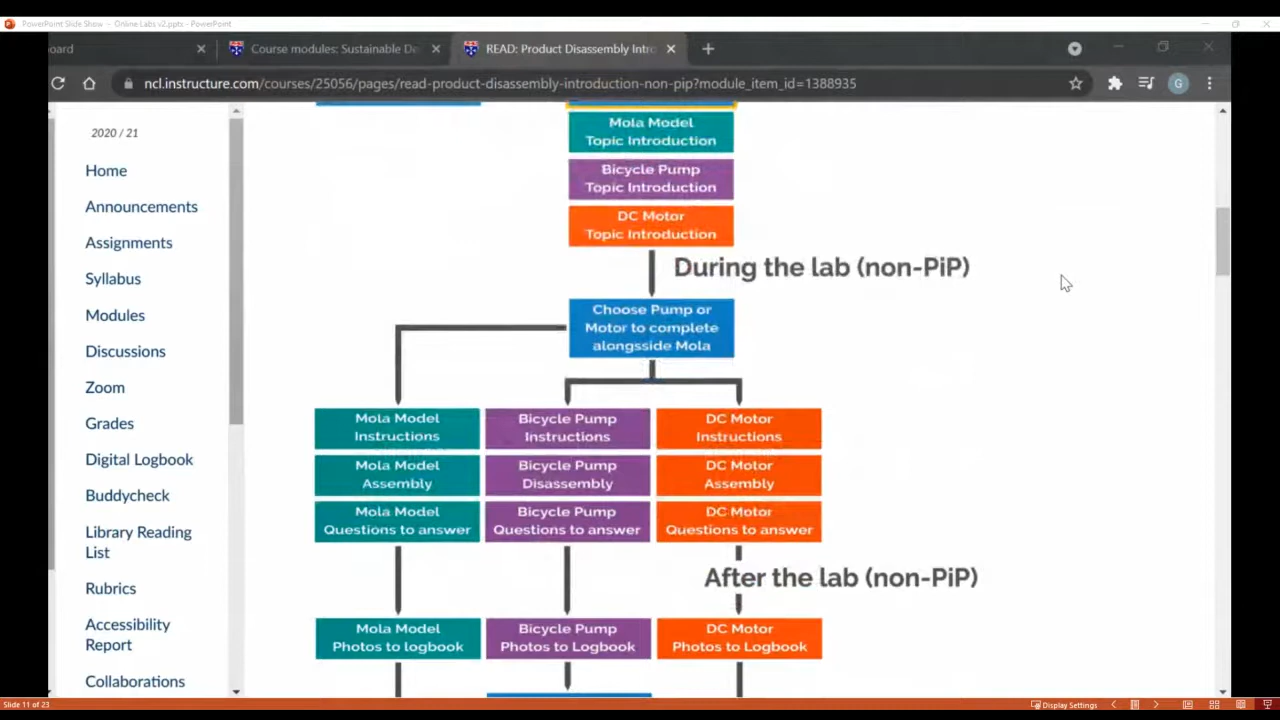 PowerPoint Slide Show - Online Labs v2.pptx - PowerPoint
oard
Course modules: Sustainable De
READ: Product Disassembly Intro
ncl.instructure.com/courses/25056/pages/read-product-disassembly-introduction-non-pip?module_item_id=1388935
G
2020 / 21
Home
Announcements
Assignments
Syllabus
Modules
Discussions
Zoom
Grades
Digital Logbook
Buddycheck
Library Reading
List
Rubrics
Accessibility
Report
Collaborations
Mola Model
Topic Introduction
Bicycle Pump
Topic Introduction
DC Motor
Topic Introduction
During the lab (non-PiP)
Choose Pump or
Motor to complete
alongsside Mola
Mola Model
Instructions
Bicycle Pump
Instructions
DC Motor
Instructions
Mola Model
Assembly
Bicycle Pump
Disassembly
DC Motor
Assembly
Mola Model
Questions to answer
Bicycle Pump
Questions to answer
DC Motor
Questions to answer
After the lab (non-PiP)
Mola Model
Photos to logbook
Bicycle Pump
Photos to Logbook
DC Motor
Photos to Logbook
Slide 11 of 23
Display Settings